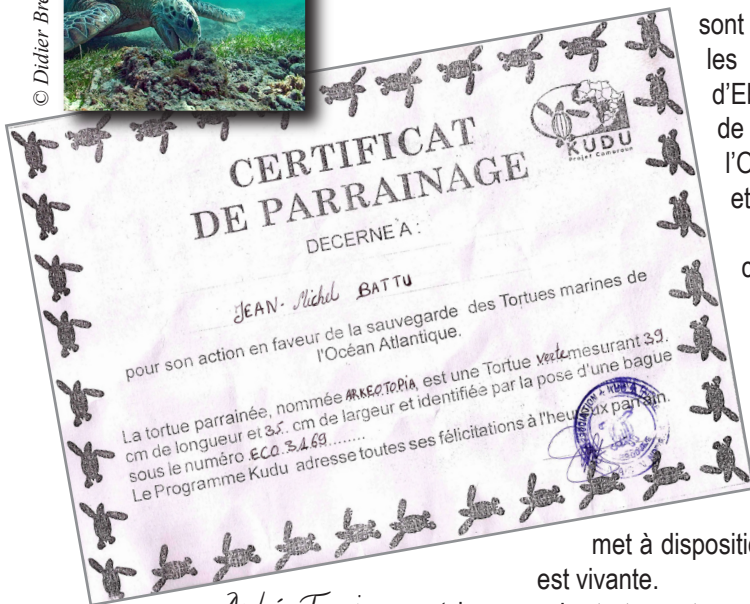 © Didier
sont
les
d'El
de
l'O
et
CERTIFICAT
DE PARRAINAGE
KUDU
Projet Cameroun
DECERNE À :
JEAN-Michel BATTU
pour son action en faveur de la sauvegarde des Tortues marines de
l'Océan Atlantique.
La tortue parrainée, nommée ARKEOTOPIA, est une Tortue verte mesurant 39.
cm de longueur et 35.. cm de largeur et identifiée par la pose d'une bague
sous le numéro ECO 3169........
Le Programme Kudu adresse toutes ses félicitations à l'heureux parrain.
met à dispositi
est vivante.